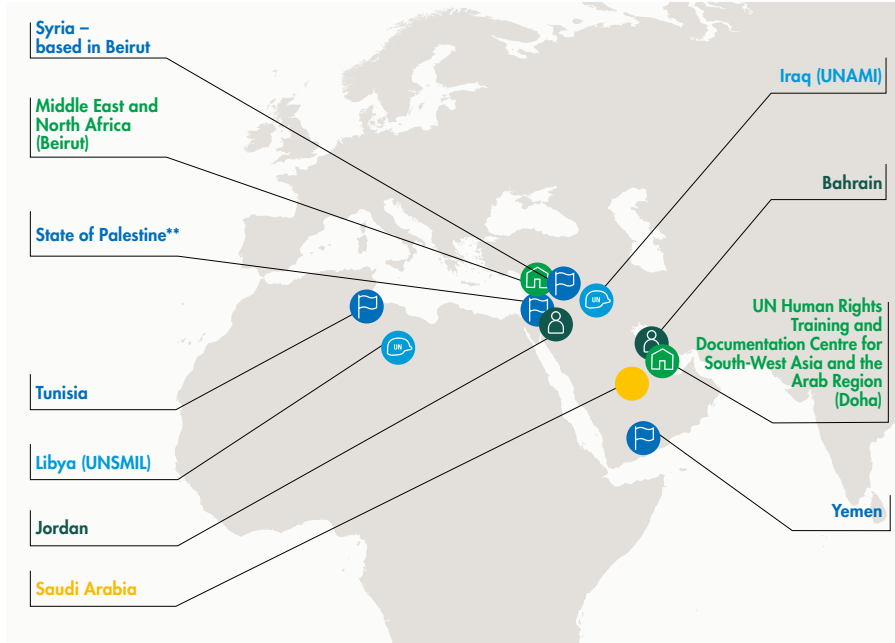 Syria –
based in Beirut
Middle East and
North Africa
(Beirut)
State of Palestine**
Tunisia
Libya (UNSMIL)
Jordan
Saudi Arabia
Iraq (UNAMI)
Bahrain
UN Human Rights
Training and
Documentation Centre for
South-West Asia and the
Arab Region
(Doha)
Yemen
UN
UN